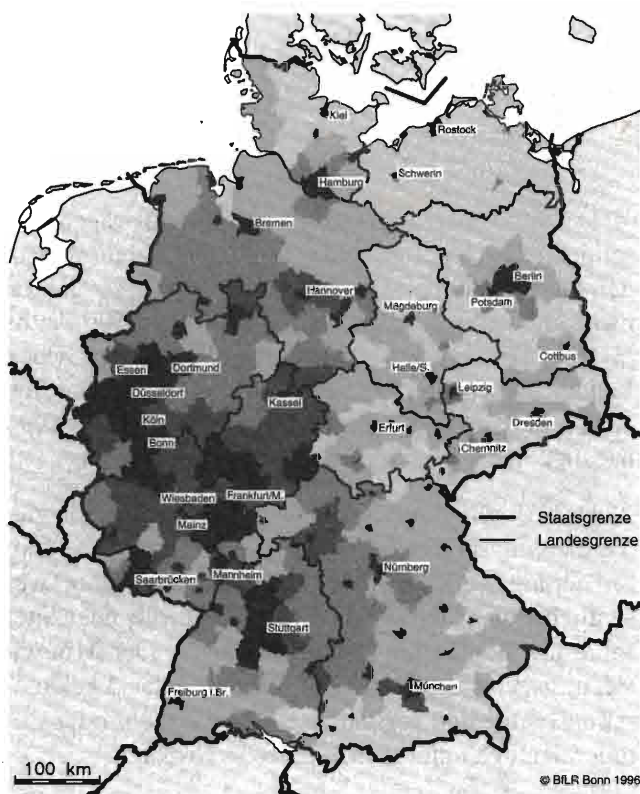 Kiel
Rostock
Hamburg
Schwerin
Bremen
Hannover
Berlin
Magdeburg
Potsdam
Essen
Dortmund
Cottbus
Düsseldorf
Halle/S.
Leipzig
Kassel
Köln
Dresden
Erfurt
Bonn
Chemnitz
Wiesbaden
Frankfurt/M.
Staatsgrenze
Mainz
Landesgrenze
Saarbrücken
Mannheim
Nürnberg
Stuttgart
München
Freiburg i.Br.
100 km
© BfLR Bonn 1996